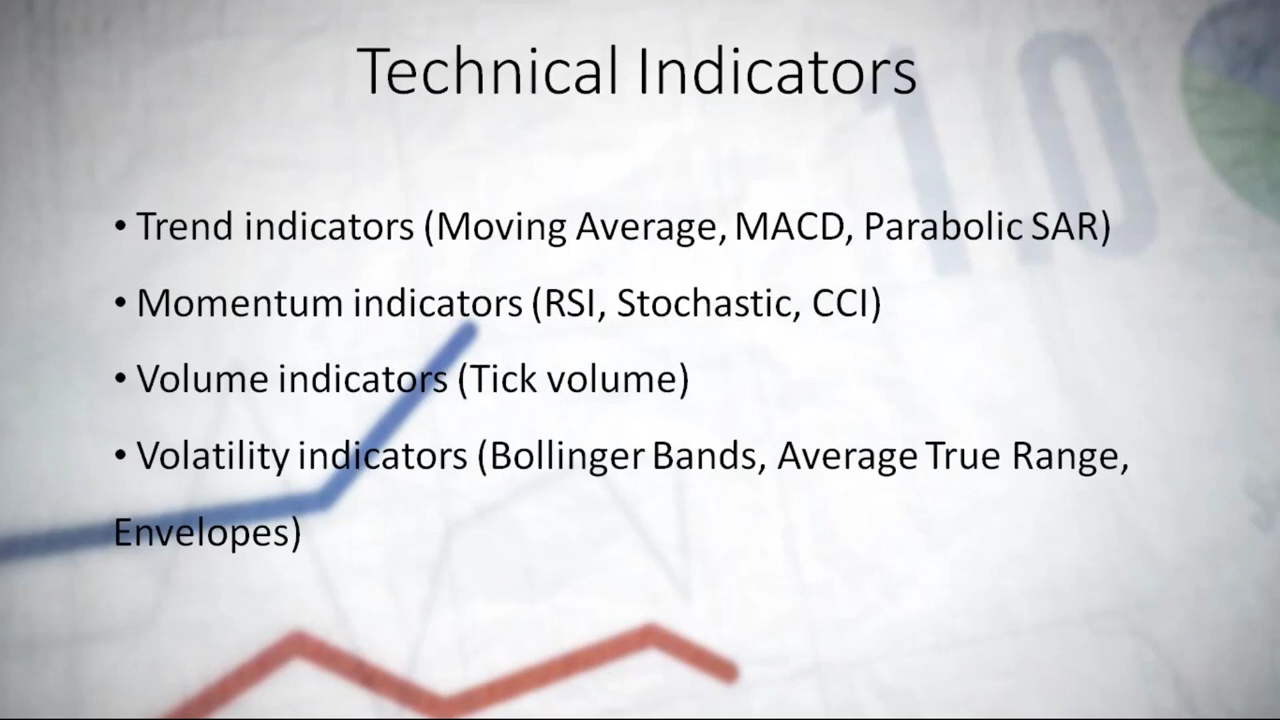 Technical Indicators
• Trend indicators (Moving Average, MACD, Parabolic SAR)
• Momentum indicators (RSI, Stochastic, CCI)
• Volume indicators (Tick volume)
• Volatility indicators (Bollinger Bands, Average True Range,
Envelopes)
10